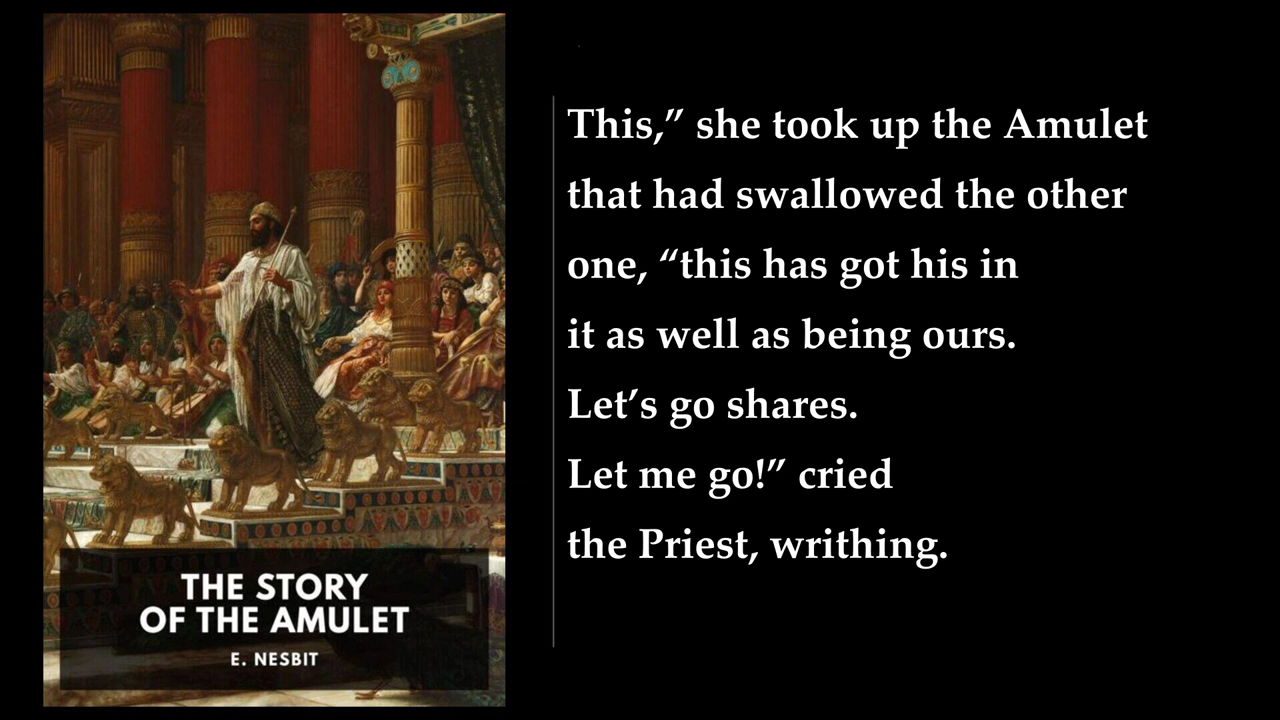 THE STORY
OF THE AMULET
E. NESBIT
This,” she took up the Amulet
that had swallowed the other
one, “this has got his in
it as well as being ours.
Let’s go shares.
Let me go!” cried
the Priest, writhing.